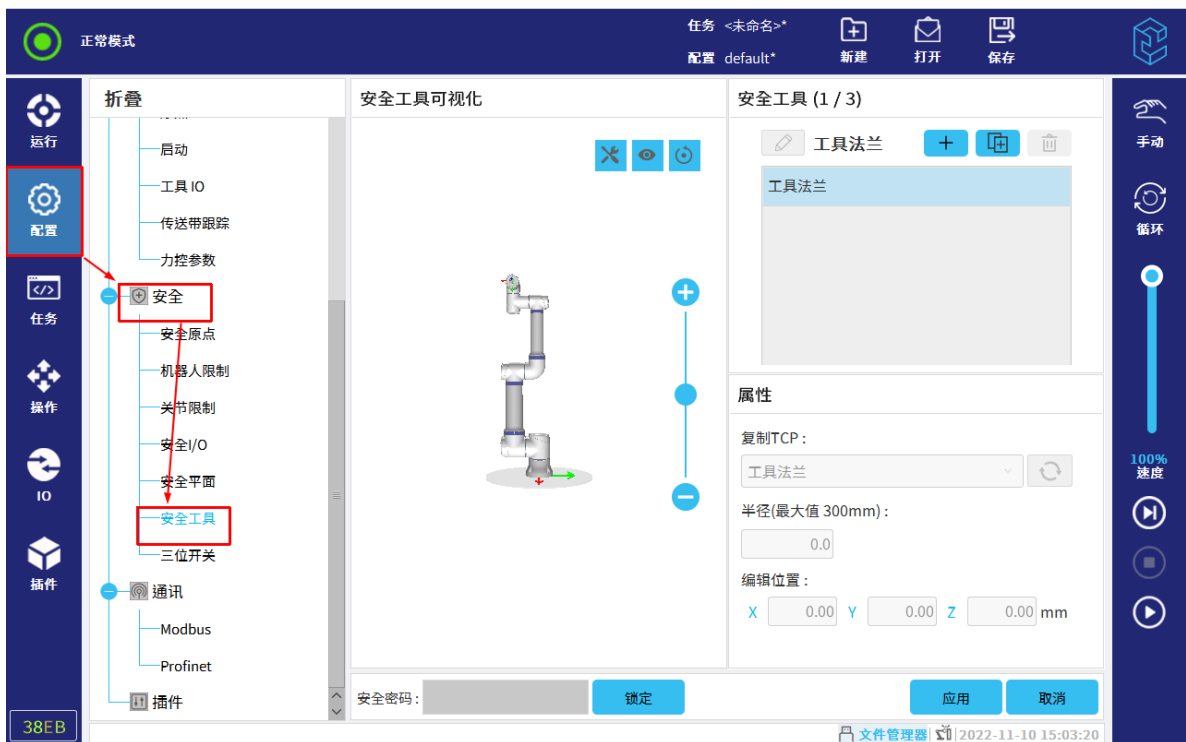 正常模式
任务 <未命名>*
配置 default*
新建
打开
保存
运行
配置
任务
操作
IO
插件
38EB
折叠
启动
工具 IO
传送带跟踪
力控参数
安全
安全原点
机器人限制
关节限制
安全I/O
安全平面
安全工具
三位开关
通讯
Modbus
Profinet
插件
安全工具可视化
安全工具 (1 / 3)
工具法兰
工具法兰
属性
复制TCP :
工具法兰
半径(最大值 300mm) :
0.0
编辑位置 :
X 0.00 Y 0.00 Z 0.00 mm
安全密码 :
锁定
应用
取消
文件管理器
2022-11-10 15:03:20
手动
循环
100%
速度